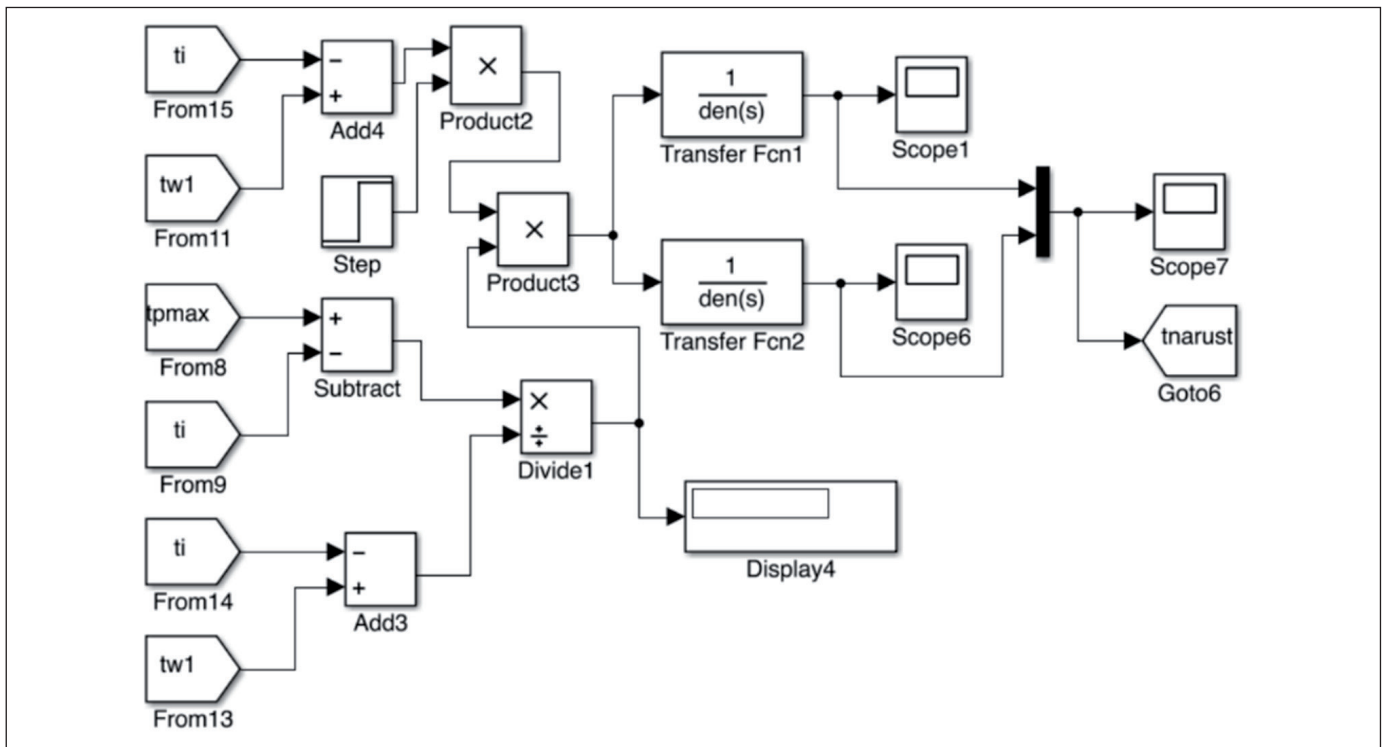 ti
From15
tw1
From11
−
+
Add4
×
Product2
Step
×
Product3
1
den(s)
Transfer Fcn1
Scope1
1
den(s)
Transfer Fcn2
Scope6
Scope7
tnarust
Goto6
tpmax
From8
ti
From9
+
−
Subtract
×
÷
Divide1
ti
From14
tw1
From13
−
+
Add3
Display4